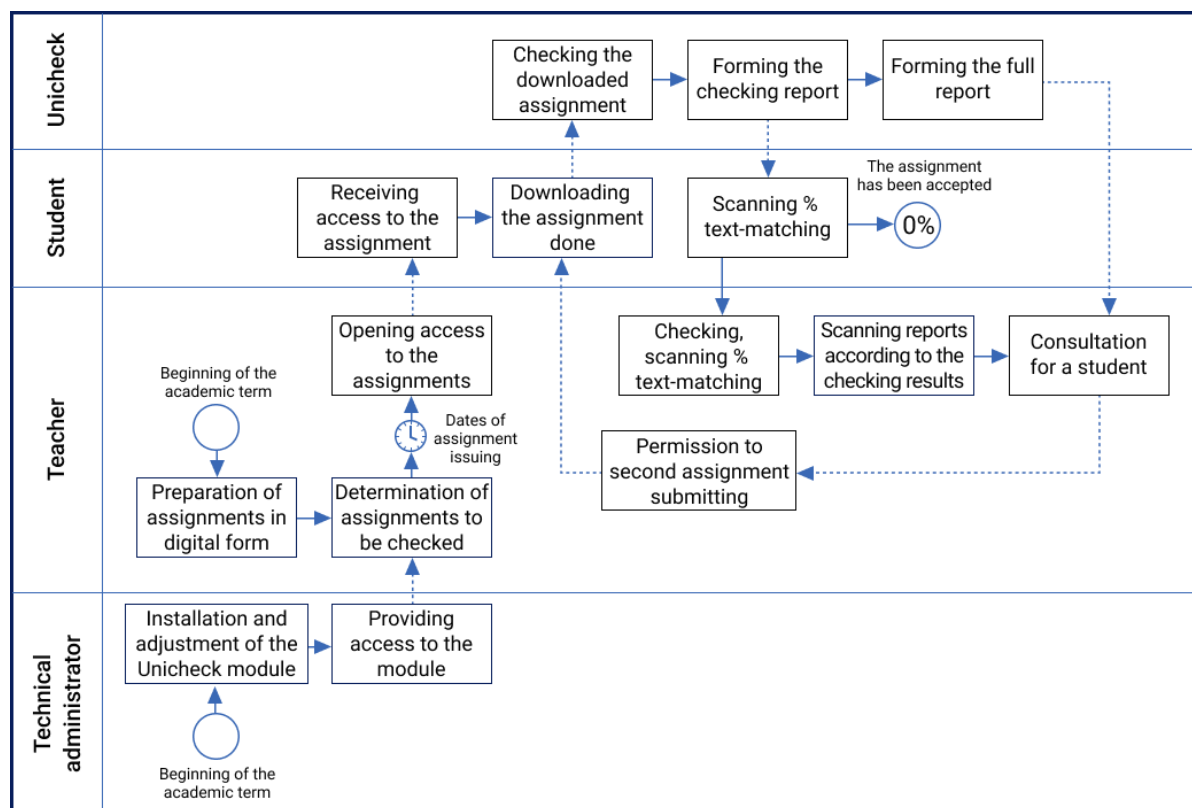 Unicheck
Checking the
downloaded
assignment
Forming the
checking report
Forming the full
report
Student
Receiving
access to the
assignment
Downloading
the assignment
done
Scanning %
text-matching
The assignment
has been accepted
0%
Teacher
Opening access
to the
assignments
Checking,
scanning %
text-matching
Scanning reports
according to the
checking results
Consultation
for a student
Beginning of the
academic term
Dates of
assignment
issuing
Permission to
second assignment
submitting
Preparation of
assignments in
digital form
Determination of
assignments to
be checked
Technical
administrator
Installation and
adjustment of the
Unicheck module
Providing
access to the
module
Beginning of the
academic term